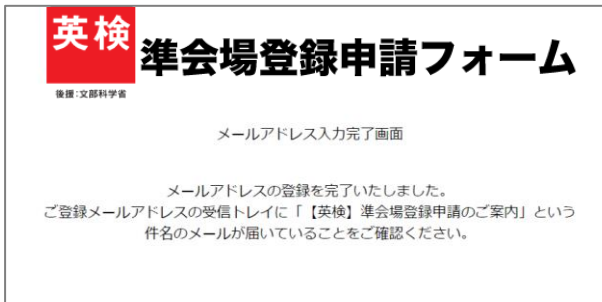 英検
準会場登録申請フォーム
後援:文部科学省
メールアドレス入力完了画面
メールアドレスの登録を完了いたしました。
ご登録メールアドレスの受信トレイに「【英検】準会場登録申請のご案内」という
件名のメールが届いていることをご確認ください。